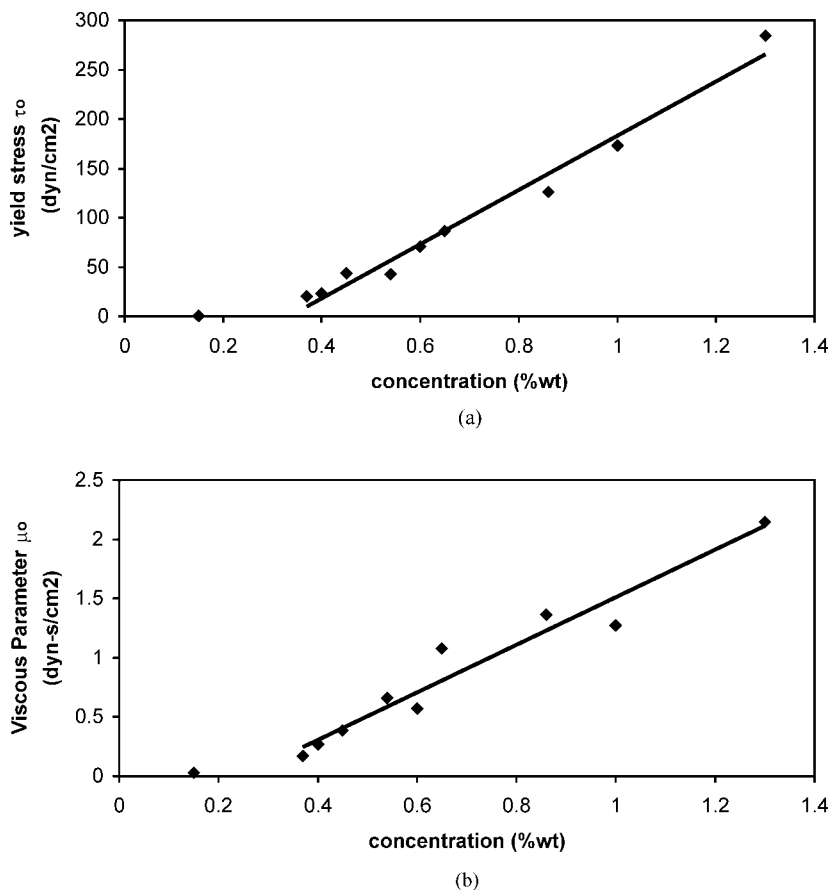 300
250
200
150
100
50
0
yield stress τo
(dyn/cm2)
0 0.2 0.4 0.6 0.8 1 1.2 1.4
concentration (%wt)
(a)
2.5
2
1.5
1
0.5
0
Viscous Parameter µo
(dyn-s/cm2)
0 0.2 0.4 0.6 0.8 1 1.2 1.4
concentration (%wt)
(b)